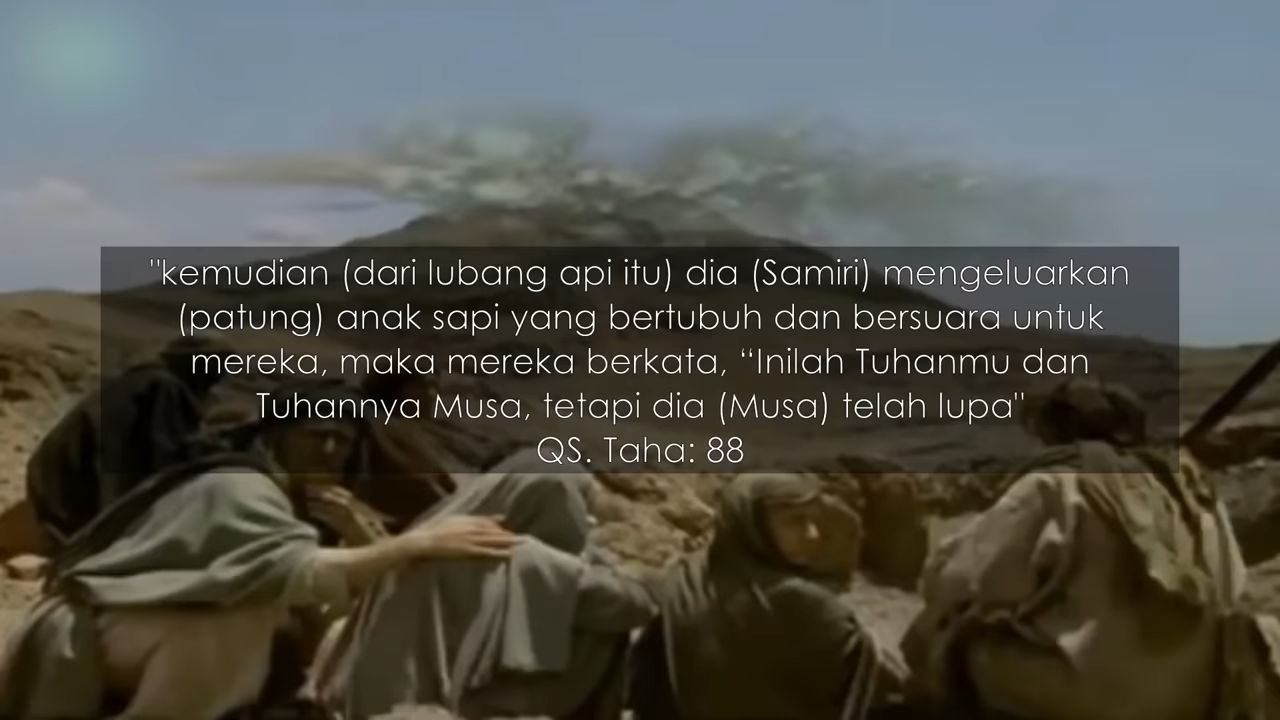 "kemudian (dari lubang api itu) dia (Samiri) mengeluarkan
(patung) anak sapi yang bertubuh dan bersuara untuk
mereka, maka mereka berkata, “Inilah Tuhanmu dan
Tuhannya Musa, tetapi dia (Musa) telah lupa"
QS. Taha: 88